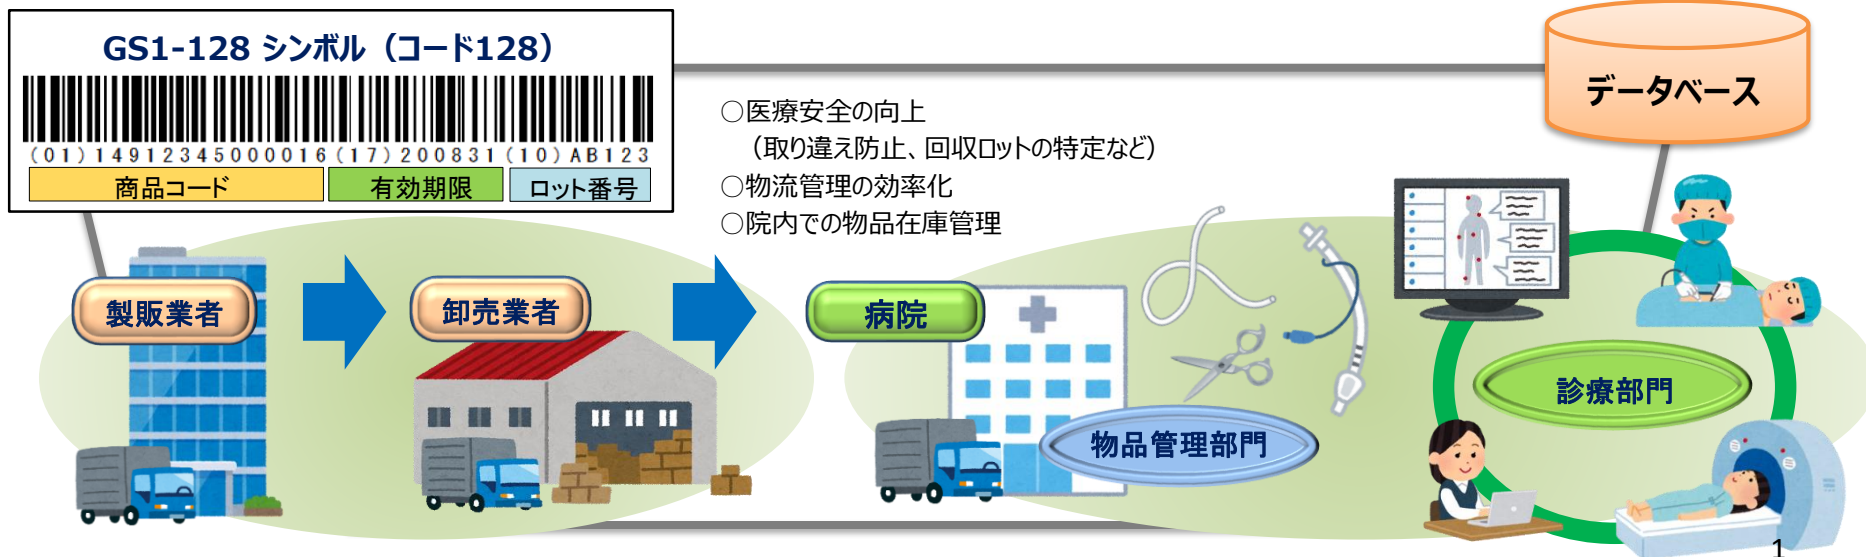 GS1-128 シンボル（コード128）
(01)14912345000016(17)200831(10)AB123
商品コード
有効期限
ロット番号
データベース
○医療安全の向上
（取り違え防止、回収ロットの特定など）
○物流管理の効率化
○院内での物品在庫管理
製販業者
卸売業者
病院
物品管理部門
診療部門
1